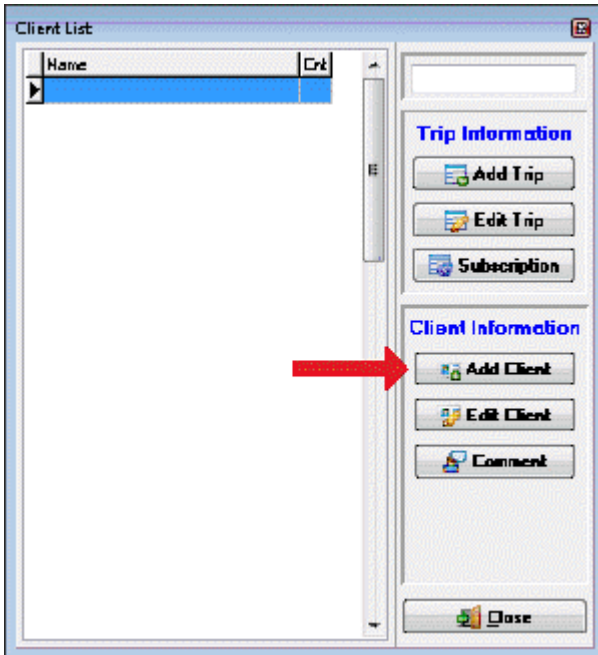 Client List
Name Cnt
Trip Information
Add Trip
Edit Trip
Subscription
Client Information
Add Client
Edit Client
Comment
Close